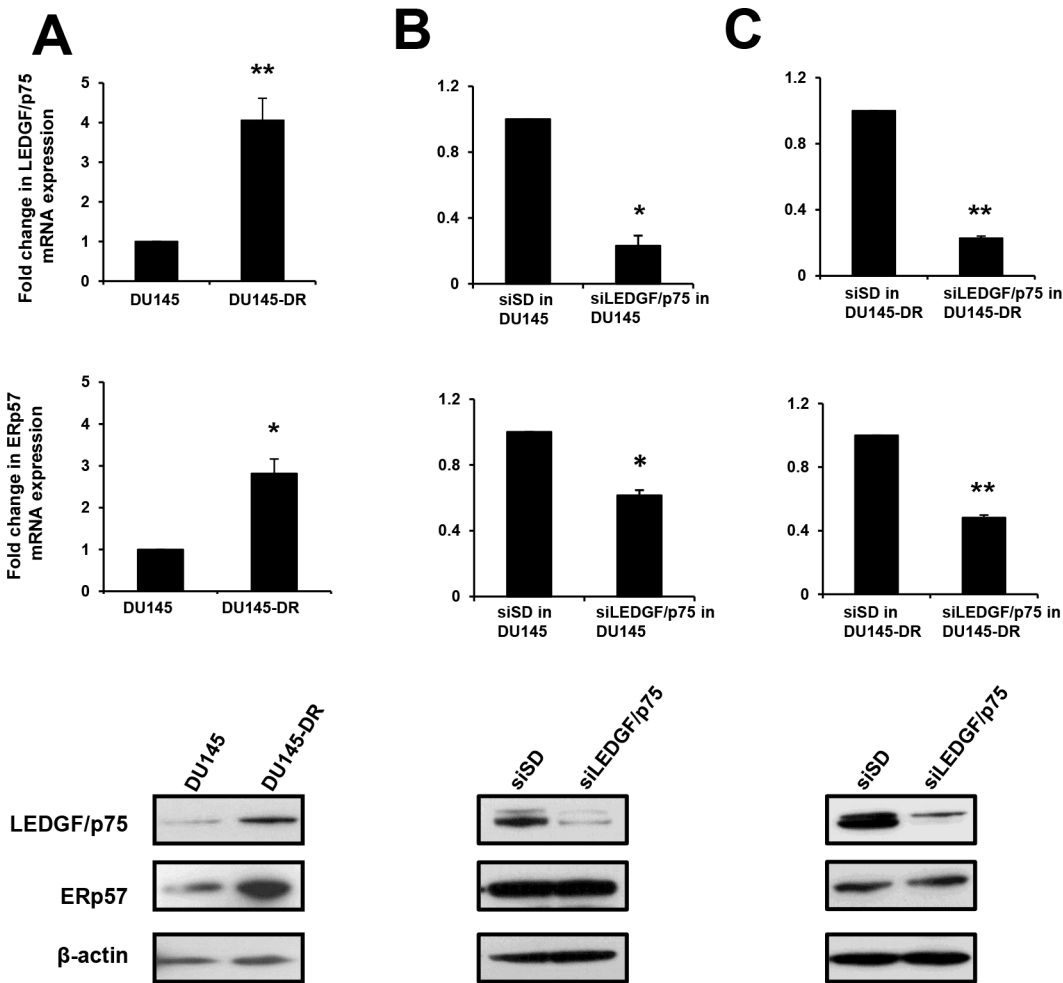 A
B
C
Fold change in LEDGF/p75
mRNA expression
5
4
3
2
1
0
**
DU145
DU145-DR
1.2
0.8
0.4
0
*
siSD in
DU145
siLEDGF/p75 in
DU145
1.2
0.8
0.4
0
**
siSD in
DU145-DR
siLEDGF/p75 in
DU145-DR
Fold change in ERp57
mRNA expression
5
4
3
2
1
0
*
DU145
DU145-DR
1.2
0.8
0.4
0
*
siSD in
DU145
siLEDGF/p75 in
DU145
1.2
0.8
0.4
0
**
siSD in
DU145-DR
siLEDGF/p75 in
DU145-DR
DU145
DU145-DR
siSD
siLEDGF/p75
siSD
siLEDGF/p75
LEDGF/p75
ERp57
β-actin